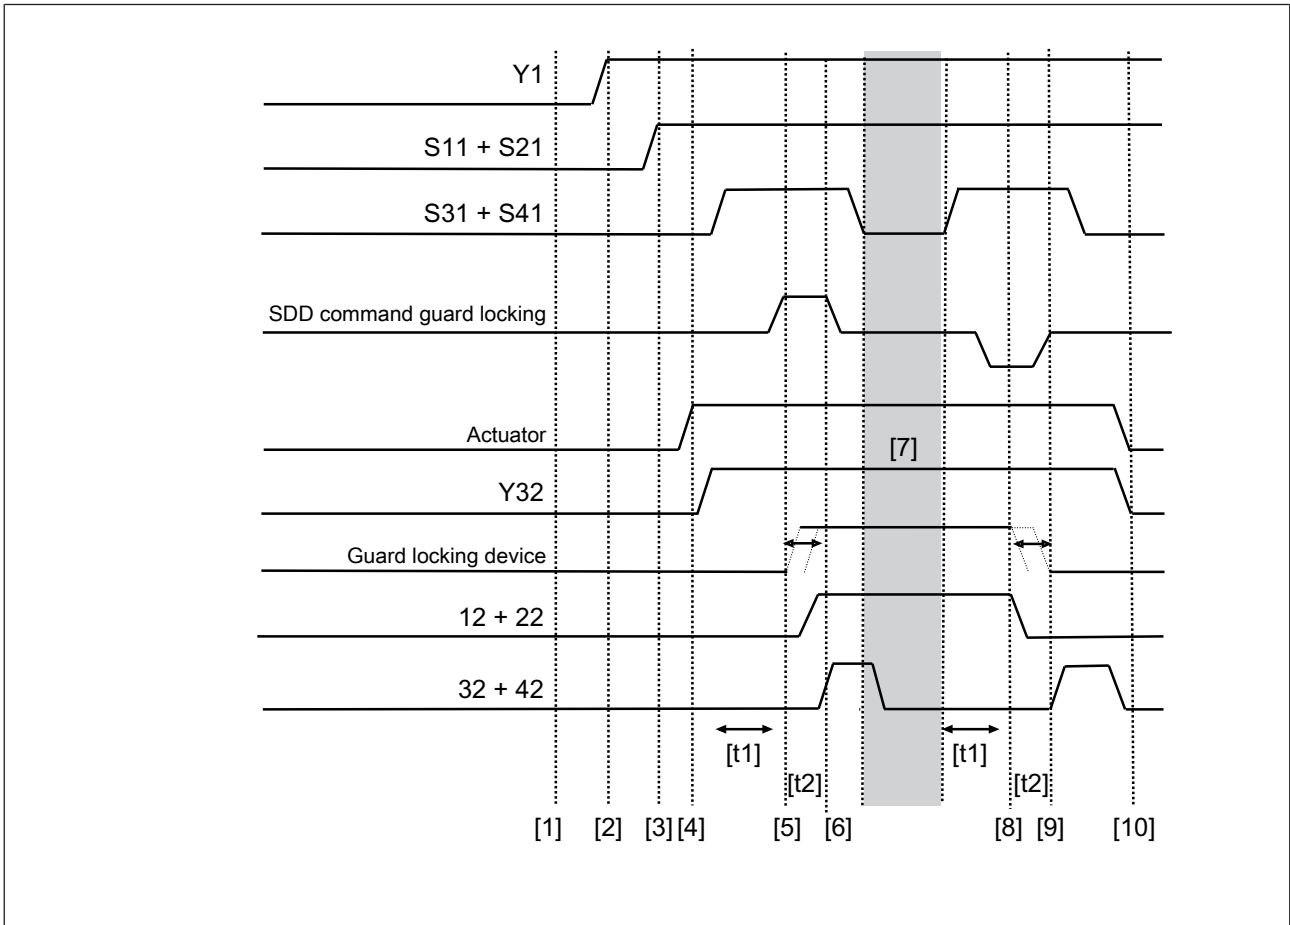 Y1
S11 + S21
S31 + S41
SDD command guard locking
Actuator
[7]
Y32
Guard locking device
12 + 22
32 + 42
[t1] [t1]
[t2] [t2]
[1] [2] [3] [4] [5] [6] [8] [9] [10]